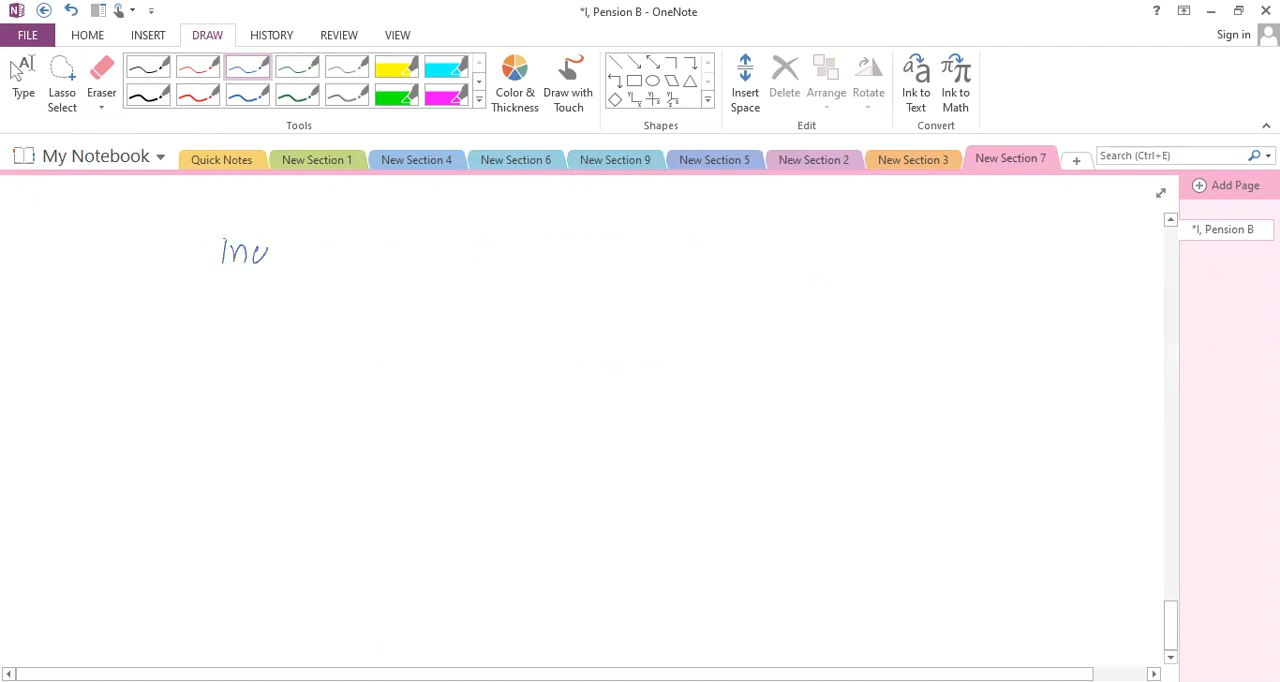 *I, Pension B - OneNote
?
FILE HOME INSERT DRAW HISTORY REVIEW VIEW
Sign in
Type
Lasso Select
Eraser
Color & Thickness
Draw with Touch
Insert Space
Delete
Arrange
Rotate
Ink to Text
Ink to Math
Tools
Shapes
Edit
Convert
My Notebook
Quick Notes
New Section 1
New Section 4
New Section 6
New Section 9
New Section 5
New Section 2
New Section 3
New Section 7
Search (Ctrl+E)
Add Page
*I, Pension B